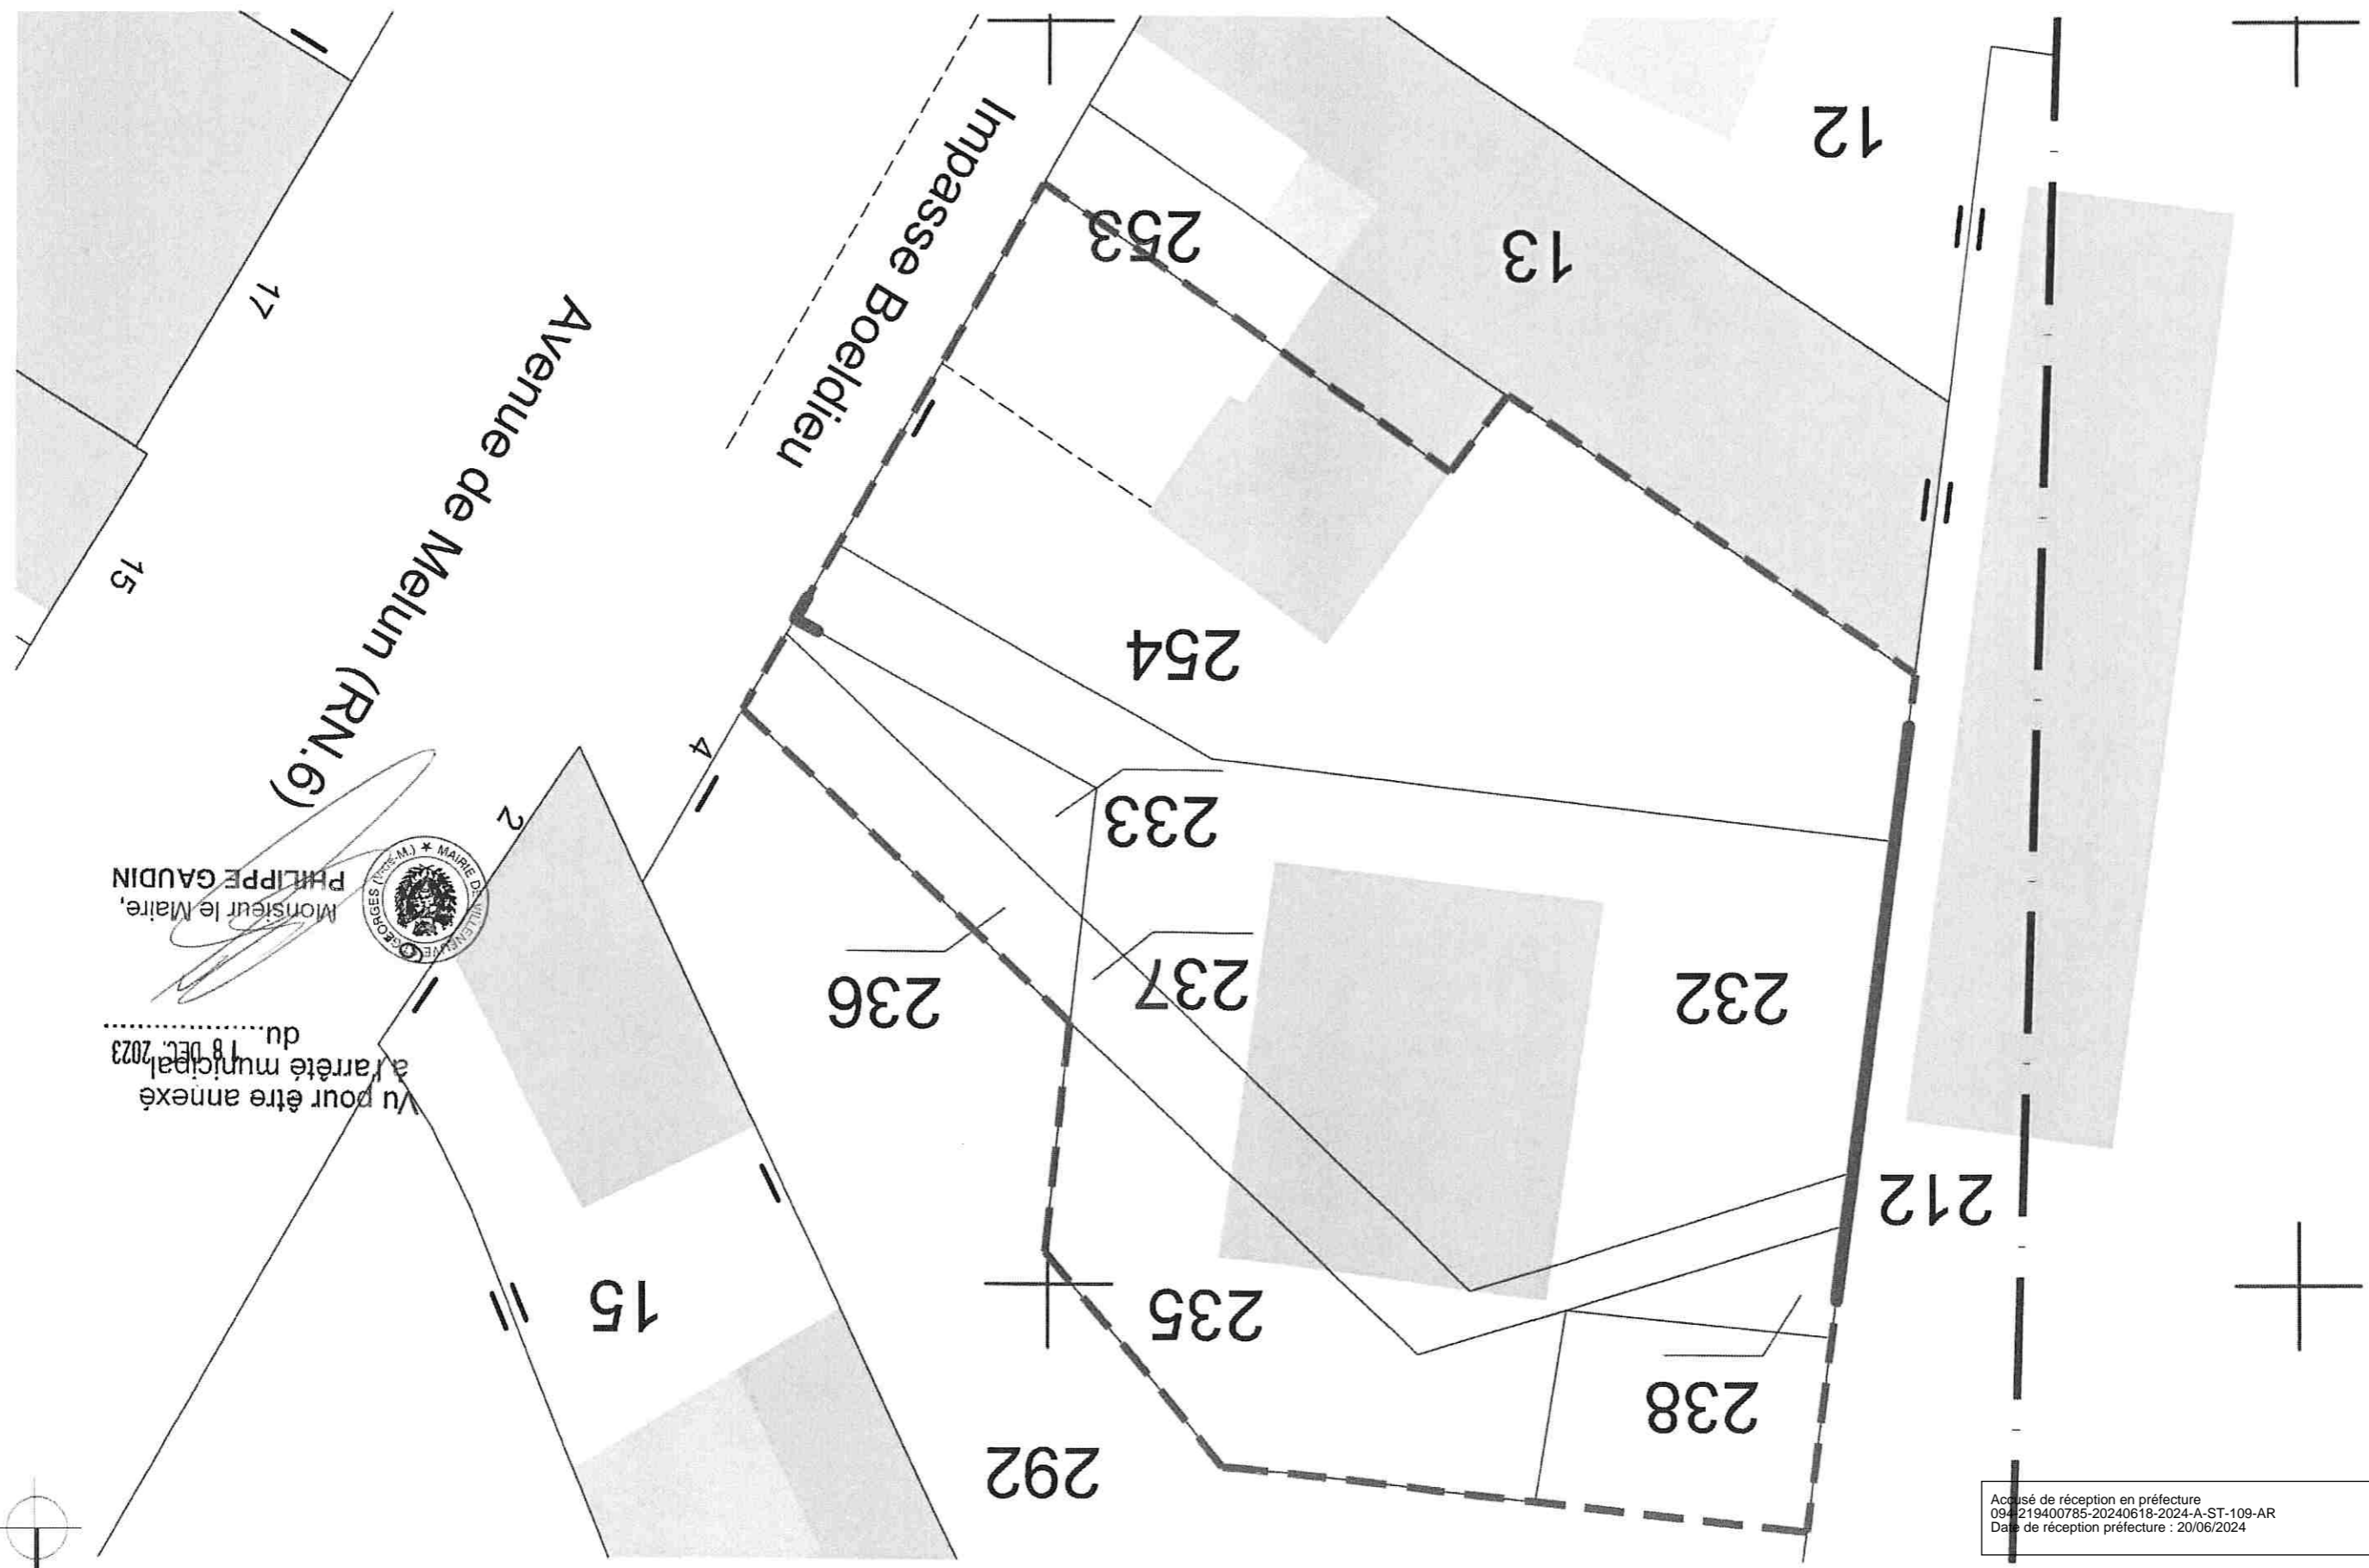 292
15
238
235
212
Vu pour être annexé
à l'arrêté municipal
du
18 DEC. 2023
236
237
232
Monsieur le Maire,
PHILIPPE GAUDIN
MAIRIE DE VILLENEUVE
GEORGES
2
4
233
254
Avenue de Melun (RN.6)
Impasse Boeldieu
15
17
253
13
12
Accusé de réception en préfecture
094-219400785-20240618-2024-A-ST-109-AR
Date de réception préfecture : 20/06/2024